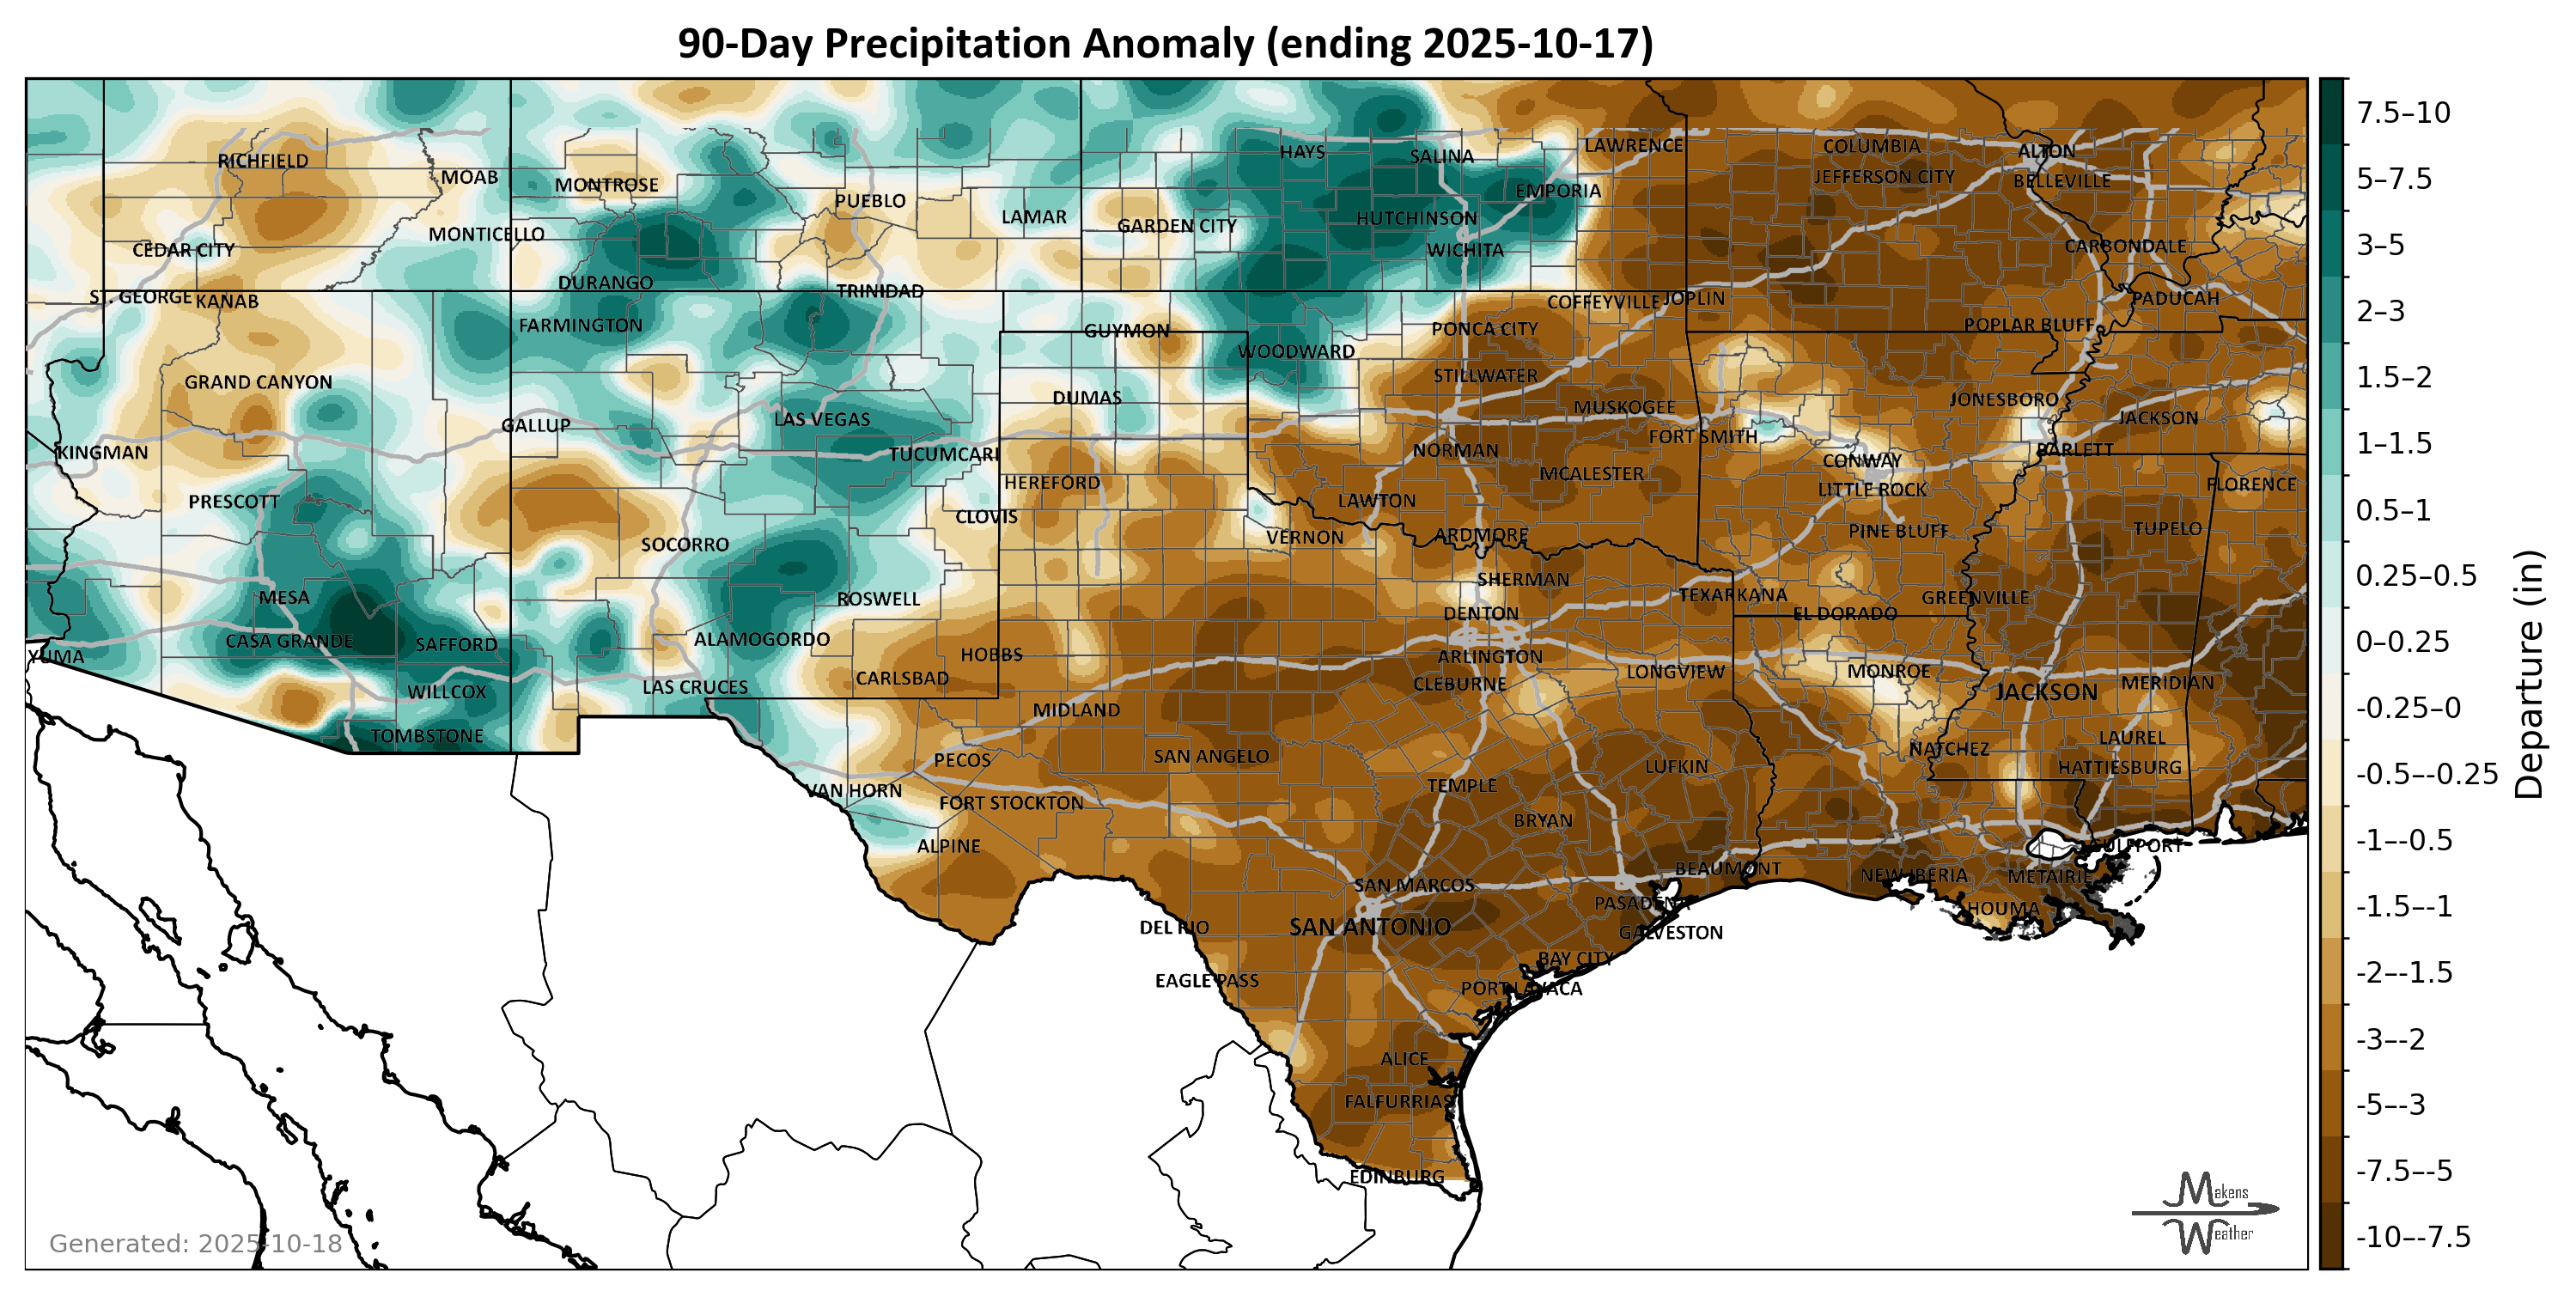 90-Day Precipitation Anomaly (ending 2025-10-17)
HAYS
SALINA
LAWRENCE
COLUMBIA
ALTON
RICHFIELD
MOAB
MONTROSE
JEFFERSON CITY
BELLEVILLE
PUEBLO
EMPORIA
LAMAR
GARDEN CITY
HUTCHINSON
MONTICELLO
CEDAR CITY
WICHITA
CARBONDALE
DURANGO
TRINIDAD
ST. GEORGE
KANAB
COFFEYVILLE
JOPLIN
PADUCAH
FARMINGTON
GUYMON
PONCA CITY
POPLAR BLUFF
WOODWARD
GRAND CANYON
STILLWATER
DUMAS
MUSKOGEE
JONESBORO
JACKSON
GALLUP
LAS VEGAS
FORT SMITH
KINGMAN
TUCUMCARI
NORMAN
BARLETT
CONWAY
HEREFORD
MCALESTER
LITTLE ROCK
FLORENCE
PRESCOTT
LAWTON
CLOVIS
VERNON
ARDMORE
PINE BLUFF
TUPELO
SOCORRO
SHERMAN
MESA
ROSWELL
TEXARKANA
GREENVILLE
DENTON
EL DORADO
CASA GRANDE
SAFFORD
ALAMOGORDO
YUMA
HOBBS
ARLINGTON
CARLSBAD
LONGVIEW
MONROE
WILLCOX
LAS CRUCES
CLEBURNE
JACKSON
MERIDIAN
MIDLAND
TOMBSTONE
LAUREL
NATCHEZ
PECOS
SAN ANGELO
LUFKIN
HATTIESBURG
VAN HORN
FORT STOCKTON
TEMPLE
BRYAN
ALPINE
GULFPORT
BEAUMONT
NEW IBERIA
METAIRIE
SAN MARCOS
PASADENA
HOUMA
DEL RIO
SAN ANTONIO
GALVESTON
BAY CITY
EAGLE PASS
PORT LAVACA
ALICE
FALFURRIAS
EDINBURG
Generated: 2025-10-18
Makens
Weather
7.5–10
5–7.5
3–5
2–3
1.5–2
1–1.5
0.5–1
0.25–0.5
0–0.25
-0.25–0
-0.5–-0.25
-1–-0.5
-1.5–-1
-2–-1.5
-3–-2
-5–-3
-7.5–-5
-10–-7.5
Departure (in)